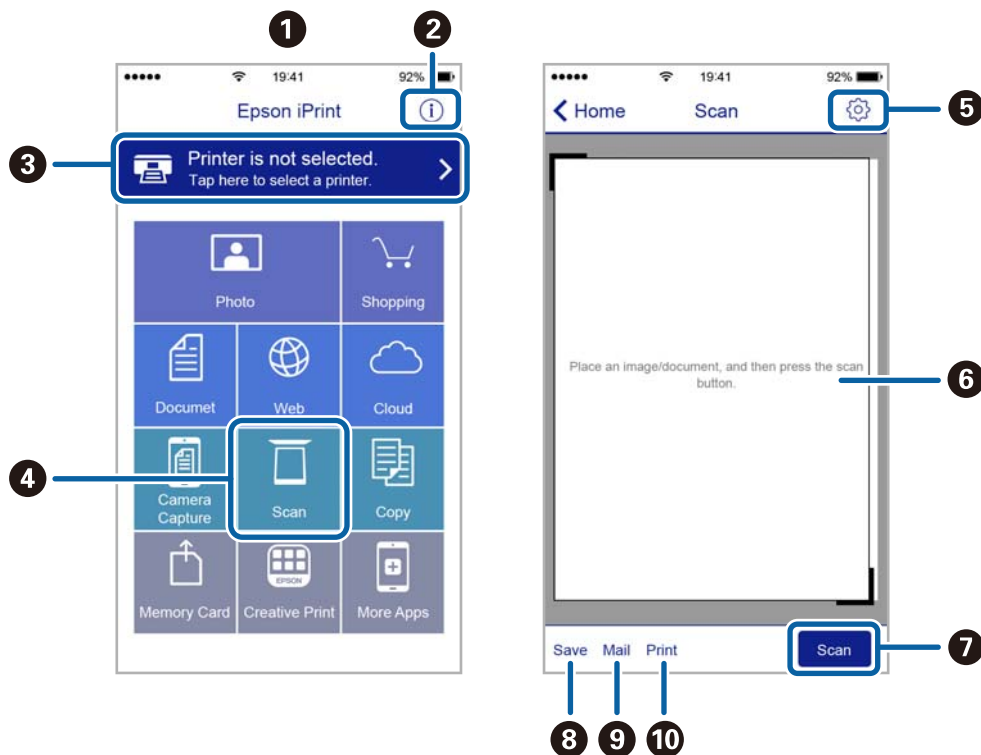 1
2
19:41
92%
Epson iPrint
i
3
Printer is not selected.
Tap here to select a printer.
Photo
Shopping
Documet
Web
Cloud
4
Camera
Capture
Scan
Copy
EPSON
Memory Card
Creative Print
More Apps
19:41
92%
Home
Scan
5
Place an image/document, and then press the scan
button.
6
Save
Mail
Print
Scan
7
8
9
10